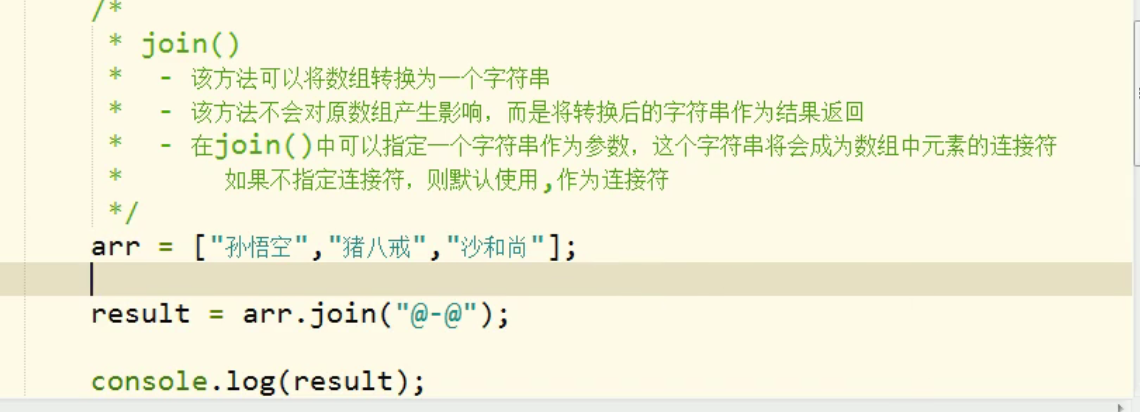 /*
* join()
* - 该方法可以将数组转换为一个字符串
* - 该方法不会对原数组产生影响，而是将转换后的字符串作为结果返回
* - 在join()中可以指定一个字符串作为参数，这个字符串将会成为数组中元素的连接符
* 如果不指定连接符，则默认使用,作为连接符
*/
arr = ["孙悟空","猪八戒","沙和尚"];
result = arr.join("@-@");
console.log(result);